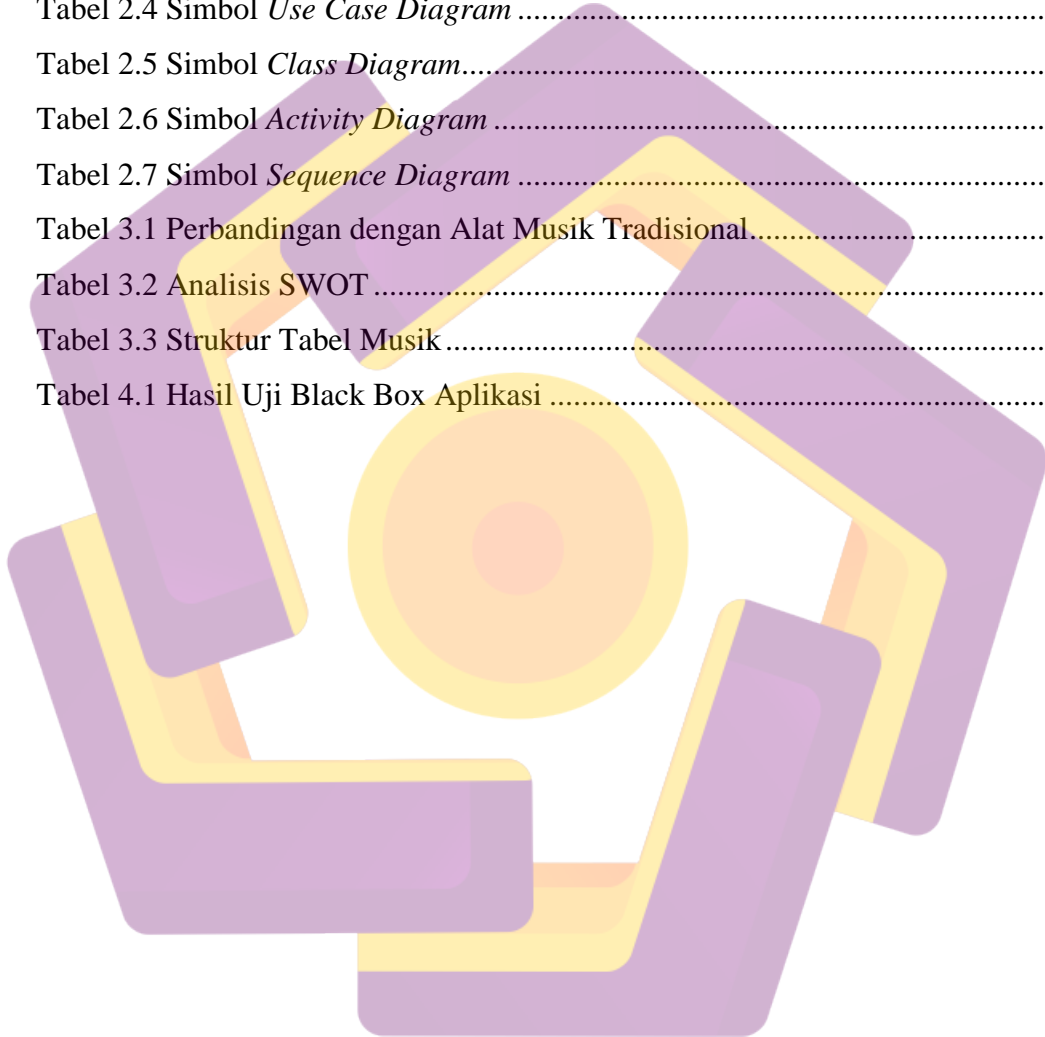 Tabel 2.4 Simbol Use Case Diagram ................................................................
Tabel 2.5 Simbol Class Diagram.......................................................................
Tabel 2.6 Simbol Activity Diagram ...................................................................
Tabel 2.7 Simbol Sequence Diagram ................................................................
Tabel 3.1 Perbandingan dengan Alat Musik Tradisional....................................
Tabel 3.2 Analisis SWOT ..................................................................................
Tabel 3.3 Struktur Tabel Musik.........................................................................
Tabel 4.1 Hasil Uji Black Box Aplikasi ............................................................